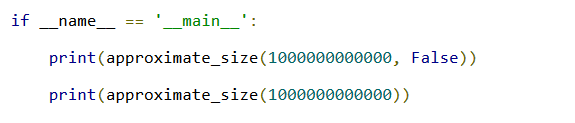 if __name__ == '__main__':
    print(approximate_size(1000000000000, False))
    print(approximate_size(1000000000000))